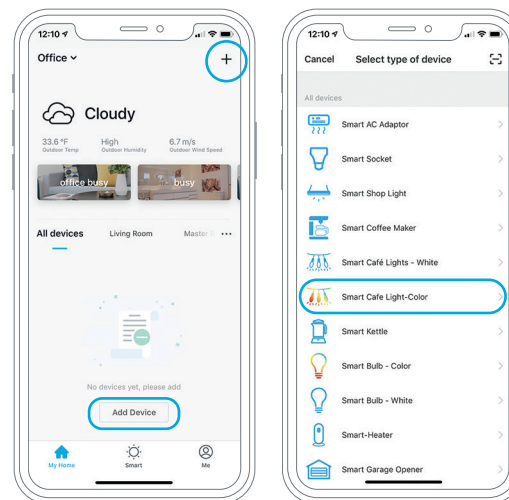 12:10
Office
+
Cloudy
33.6 °F
Outdoor Temp
High
Outdoor Humidity
6.7 m/s
Outdoor Wind Speed
office busy
busy
All devices
Living Room
Master
No devices yet, please add
Add Device
My Home
Smart
Me
12:10
Cancel
Select type of device
All devices
Smart AC Adaptor
Smart Socket
Smart Shop Light
Smart Coffee Maker
Smart Café Lights - White
Smart Cafe Light-Color
Smart Kettle
Smart Bulb - Color
Smart Bulb - White
Smart-Heater
Smart Garage Opener